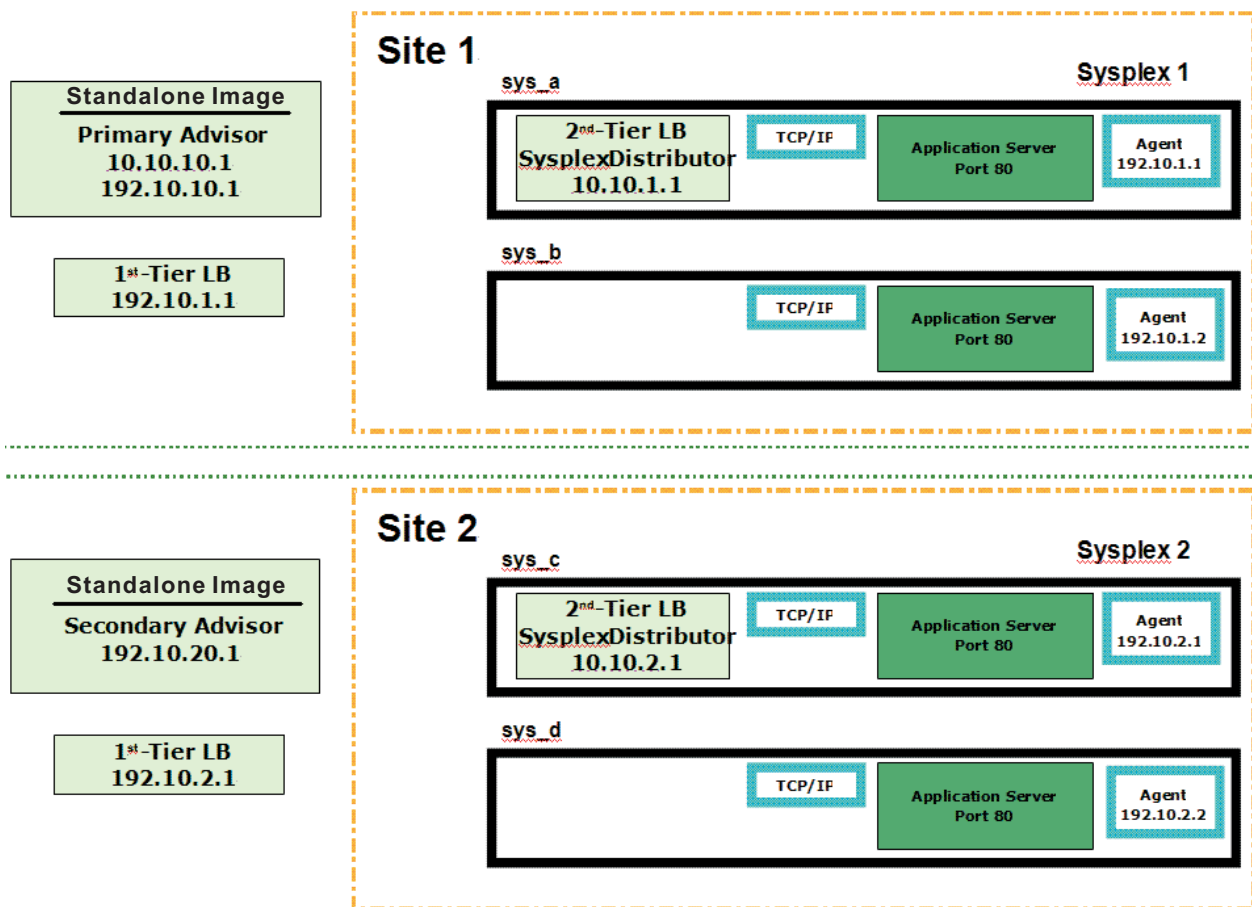 Site 1
Standalone Image
Primary Advisor
10.10.10.1
192.10.10.1
1st-Tier LB
192.10.1.1
sys_a
Sysplex 1
2nd-Tier LB
SysplexDistributor
10.10.1.1
TCP/IP
Application Server
Port 80
Agent
192.10.1.1
sys_b
TCP/IP
Application Server
Port 80
Agent
192.10.1.2
Site 2
Standalone Image
Secondary Advisor
192.10.20.1
1st-Tier LB
192.10.2.1
sys_c
Sysplex 2
2nd-Tier LB
SysplexDistributor
10.10.2.1
TCP/IP
Application Server
Port 80
Agent
192.10.2.1
sys_d
TCP/IP
Application Server
Port 80
Agent
192.10.2.2